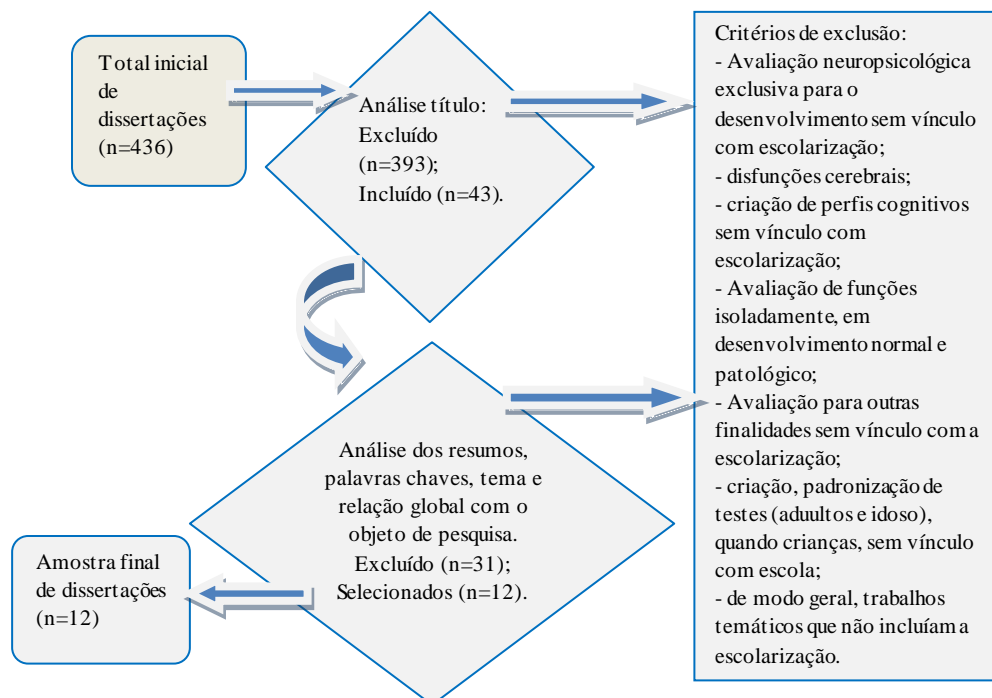 Total inicial
de
dissertações
(n=436)
Análise título:
Excluído
(n=393);
Incluído (n=43).
Critérios de exclusão:
- Avaliação neuropsicológica
exclusiva para o
desenvolvimento sem vínculo
com escolarização;
- disfunções cerebrais;
- criação de perfis cognitivos
sem vínculo com
escolarização;
- Avaliação de funções
isoladamente, em
desenvolvimento normal e
patológico;
- Avaliação para outras
finalidades sem vínculo com a
escolarização;
- criação, padronização de
testes (aduultos e idoso),
quando crianças, sem vínculo
com escola;
- de modo geral, trabalhos
temáticos que não incluíam a
escolarização.
Análise dos resumos,
palavras chaves, tema e
relação global com o
objeto de pesquisa.
Excluído (n=31);
Selecionados (n=12).
Amostra final
de dissertações
(n=12)